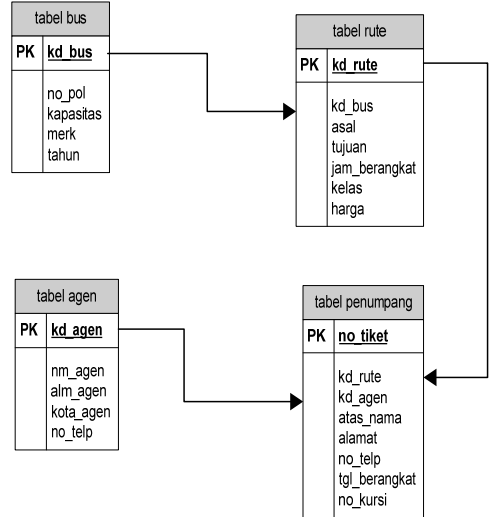 tabel bus
PK kd_bus
no_pol
kapasitas
merk
tahun
tabel rute
PK kd_rute
kd_bus
asal
tujuan
jam_berangkat
kelas
harga
tabel agen
PK kd_agen
nm_agen
alm_agen
kota_agen
no_telp
tabel penumpang
PK no_tiket
kd_rute
kd_agen
atas_nama
alamat
no_telp
tgl_berangkat
no_kursi